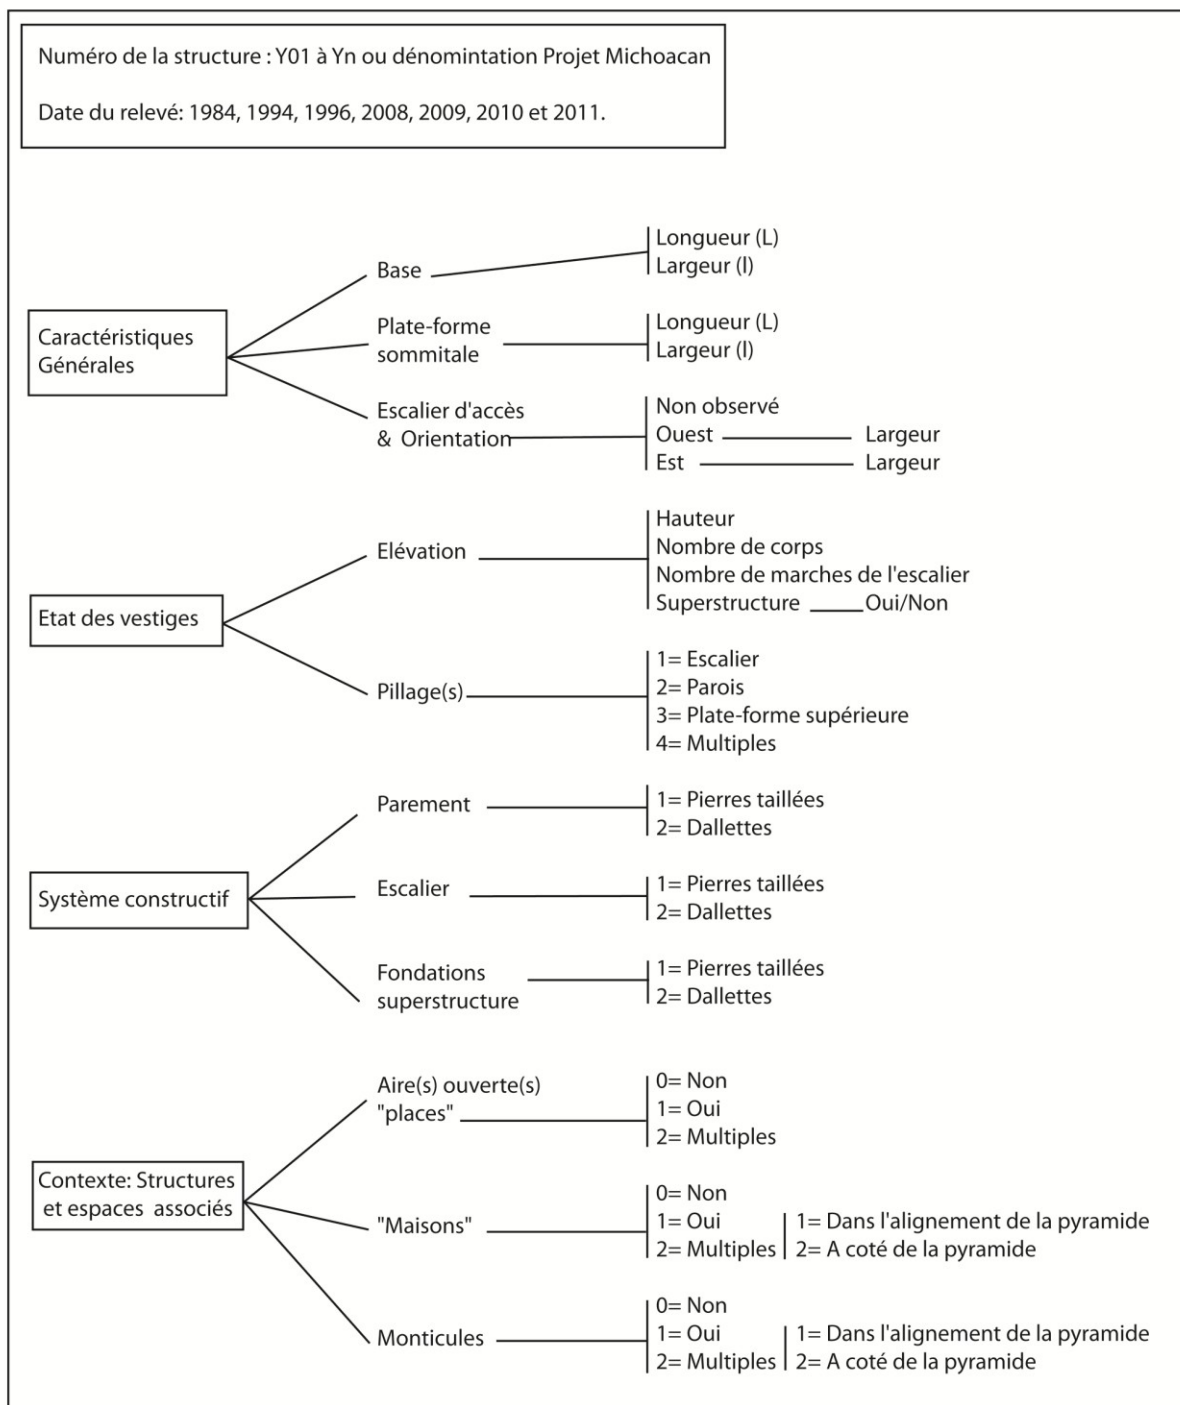 Numéro de la structure : Y01 à Yn ou dénomintation Projet Michoacan
Date du relevé: 1984, 1994, 1996, 2008, 2009, 2010 et 2011.
Caractéristiques
Générales
Base
Longueur (L)
Largeur (l)
Plate-forme
sommitale
Longueur (L)
Largeur (l)
Escalier d'accès
& Orientation
Non observé
Ouest Largeur
Est Largeur
Etat des vestiges
Elévation
Hauteur
Nombre de corps
Nombre de marches de l'escalier
Superstructure Oui/Non
Pillage(s)
1= Escalier
2= Parois
3= Plate-forme supérieure
4= Multiples
Système constructif
Parement
1= Pierres taillées
2= Dallettes
Escalier
1= Pierres taillées
2= Dallettes
Fondations
superstructure
1= Pierres taillées
2= Dallettes
Contexte: Structures
et espaces associés
Aire(s) ouverte(s)
"places"
0= Non
1= Oui
2= Multiples
"Maisons"
0= Non
1= Oui
2= Multiples
1= Dans l'alignement de la pyramide
2= A coté de la pyramide
Monticules
0= Non
1= Oui
2= Multiples
1= Dans l'alignement de la pyramide
2= A coté de la pyramide